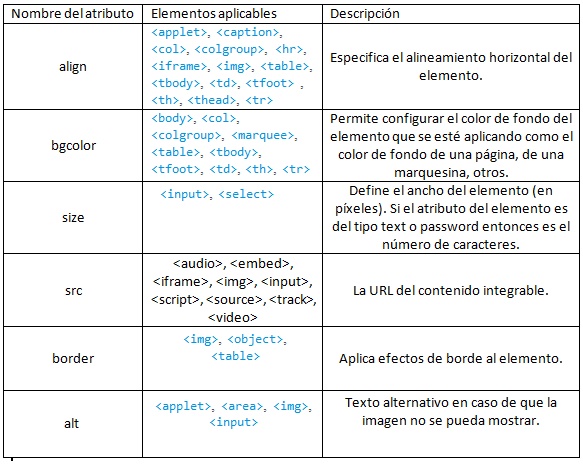 Nombre del atributo Elementos aplicables Descripción
align
<applet>, <caption>,
<col>, <colgroup>, <hr>,
<iframe>, <img>, <table>,
<tbody>, <td>, <tfoot> ,
<th>, <thead>, <tr>
Especifica el alineamiento horizontal del
elemento.
bgcolor
<body>, <col>,
<colgroup>, <marquee>,
<table>, <tbody>,
<tfoot>, <td>, <th>, <tr>
Permite configurar el color de fondo del
elemento que se esté aplicando como el
color de fondo de una página, de una
marquesina, otros.
size
<input>, <select>
Define el ancho del elemento (en
píxeles). Si el atributo del elemento es
del tipo text o password entonces es el
número de caracteres.
src
<audio>, <embed>,
<iframe>, <img>, <input>,
<script>, <source>, <track>,
<video>
La URL del contenido integrable.
border
<img>, <object>,
<table>
Aplica efectos de borde al elemento.
alt
<applet>, <area>, <img>,
<input>
Texto alternativo en caso de que la
imagen no se pueda mostrar.